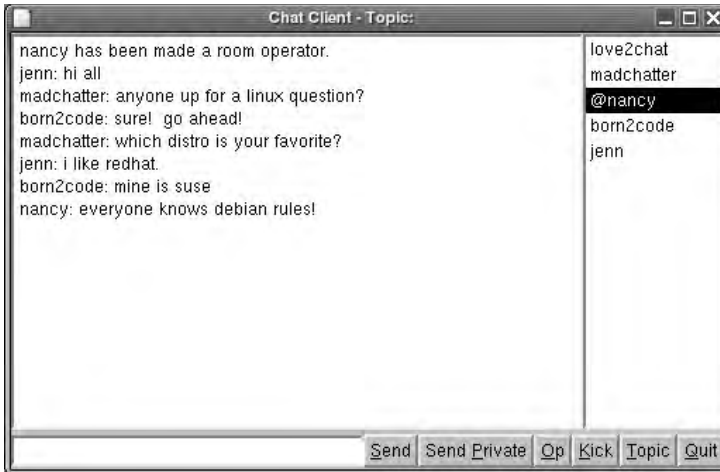 Chat Client - Topic:
nancy has been made a room operator.
jenn: hi all
madchatter: anyone up for a linux question?
born2code: sure!  go ahead!
madchatter: which distro is your favorite?
jenn: i like redhat.
born2code: mine is suse
nancy: everyone knows debian rules!
love2chat
madchatter
@nancy
born2code
jenn
Send Send Private Op Kick Topic Quit